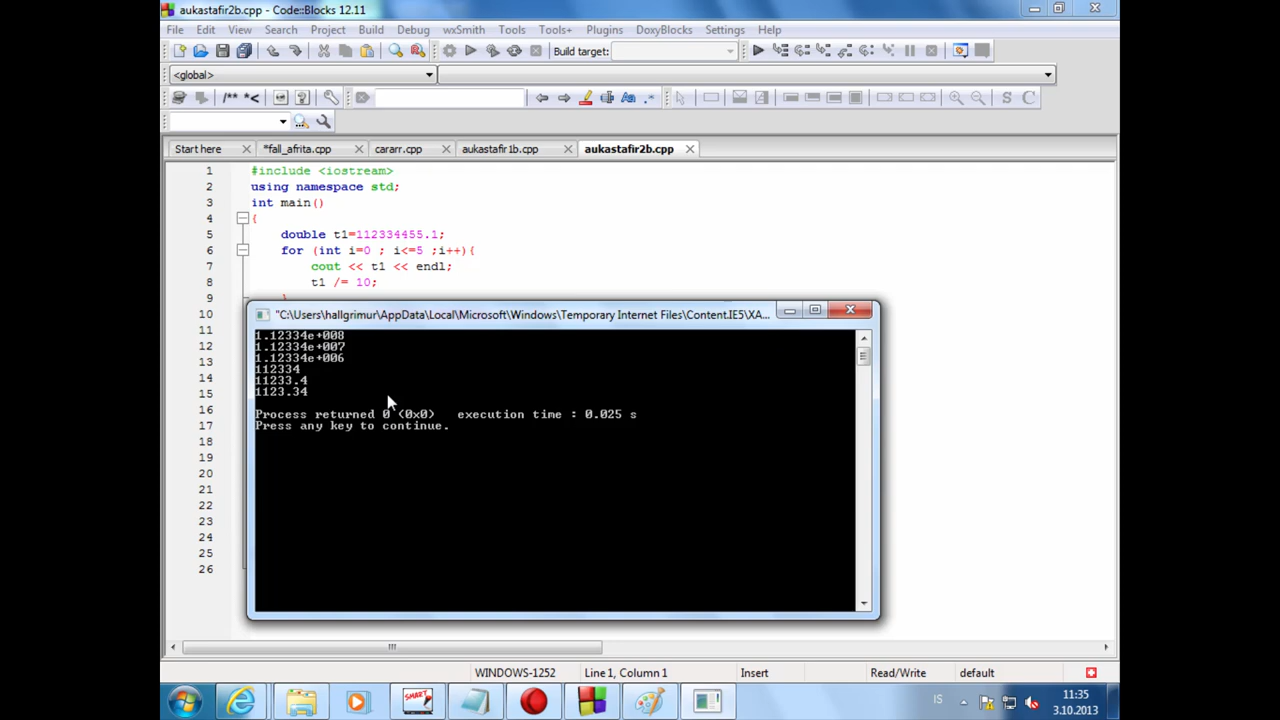 aukastafir2b.cpp - Code::Blocks 12.11
File Edit View Search Project Build Debug wxSmith Tools Tools+ Plugins DoxyBlocks Settings Help
Build target:
<global>
/** *<
Aa .*
S C
Start here *fall_afrita.cpp cararr.cpp aukastafir1b.cpp aukastafir2b.cpp
1 #include <iostream>
2 using namespace std;
3 int main()
4 {
5 double t1=112334455.1;
6 for (int i=0 ; i<=5 ;i++){
7 cout << t1 << endl;
8 t1 /= 10;
9 }
10
11
12
13
14
15
16
17
18
19
20
21
22
23
24
25
26
"C:\Users\hallgrimur\AppData\Local\Microsoft\Windows\Temporary Internet Files\Content.IE5\XA...
1.12334e+008
1.12334e+007
1.12334e+006
112334
11233.4
1123.34
Process returned 0 (0x0) execution time : 0.025 s
Press any key to continue.
WINDOWS-1252 Line 1, Column 1 Insert Read/Write default
SMART
IS
11:35
3.10.2013